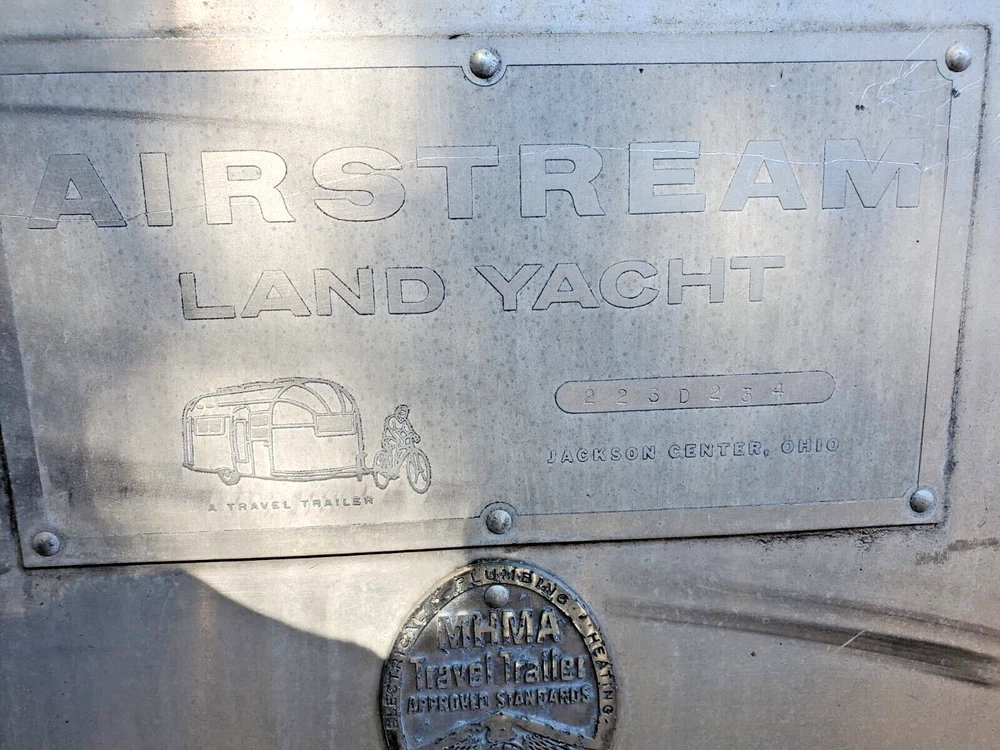 AIRSTREAM
LAND YACHT
223D234
JACKSON CENTER, OHIO
A TRAVEL TRAILER
ELECTRICAL • PLUMBING • HEATING •
MHMA
Travel Trailer
APPROVED STANDARDS